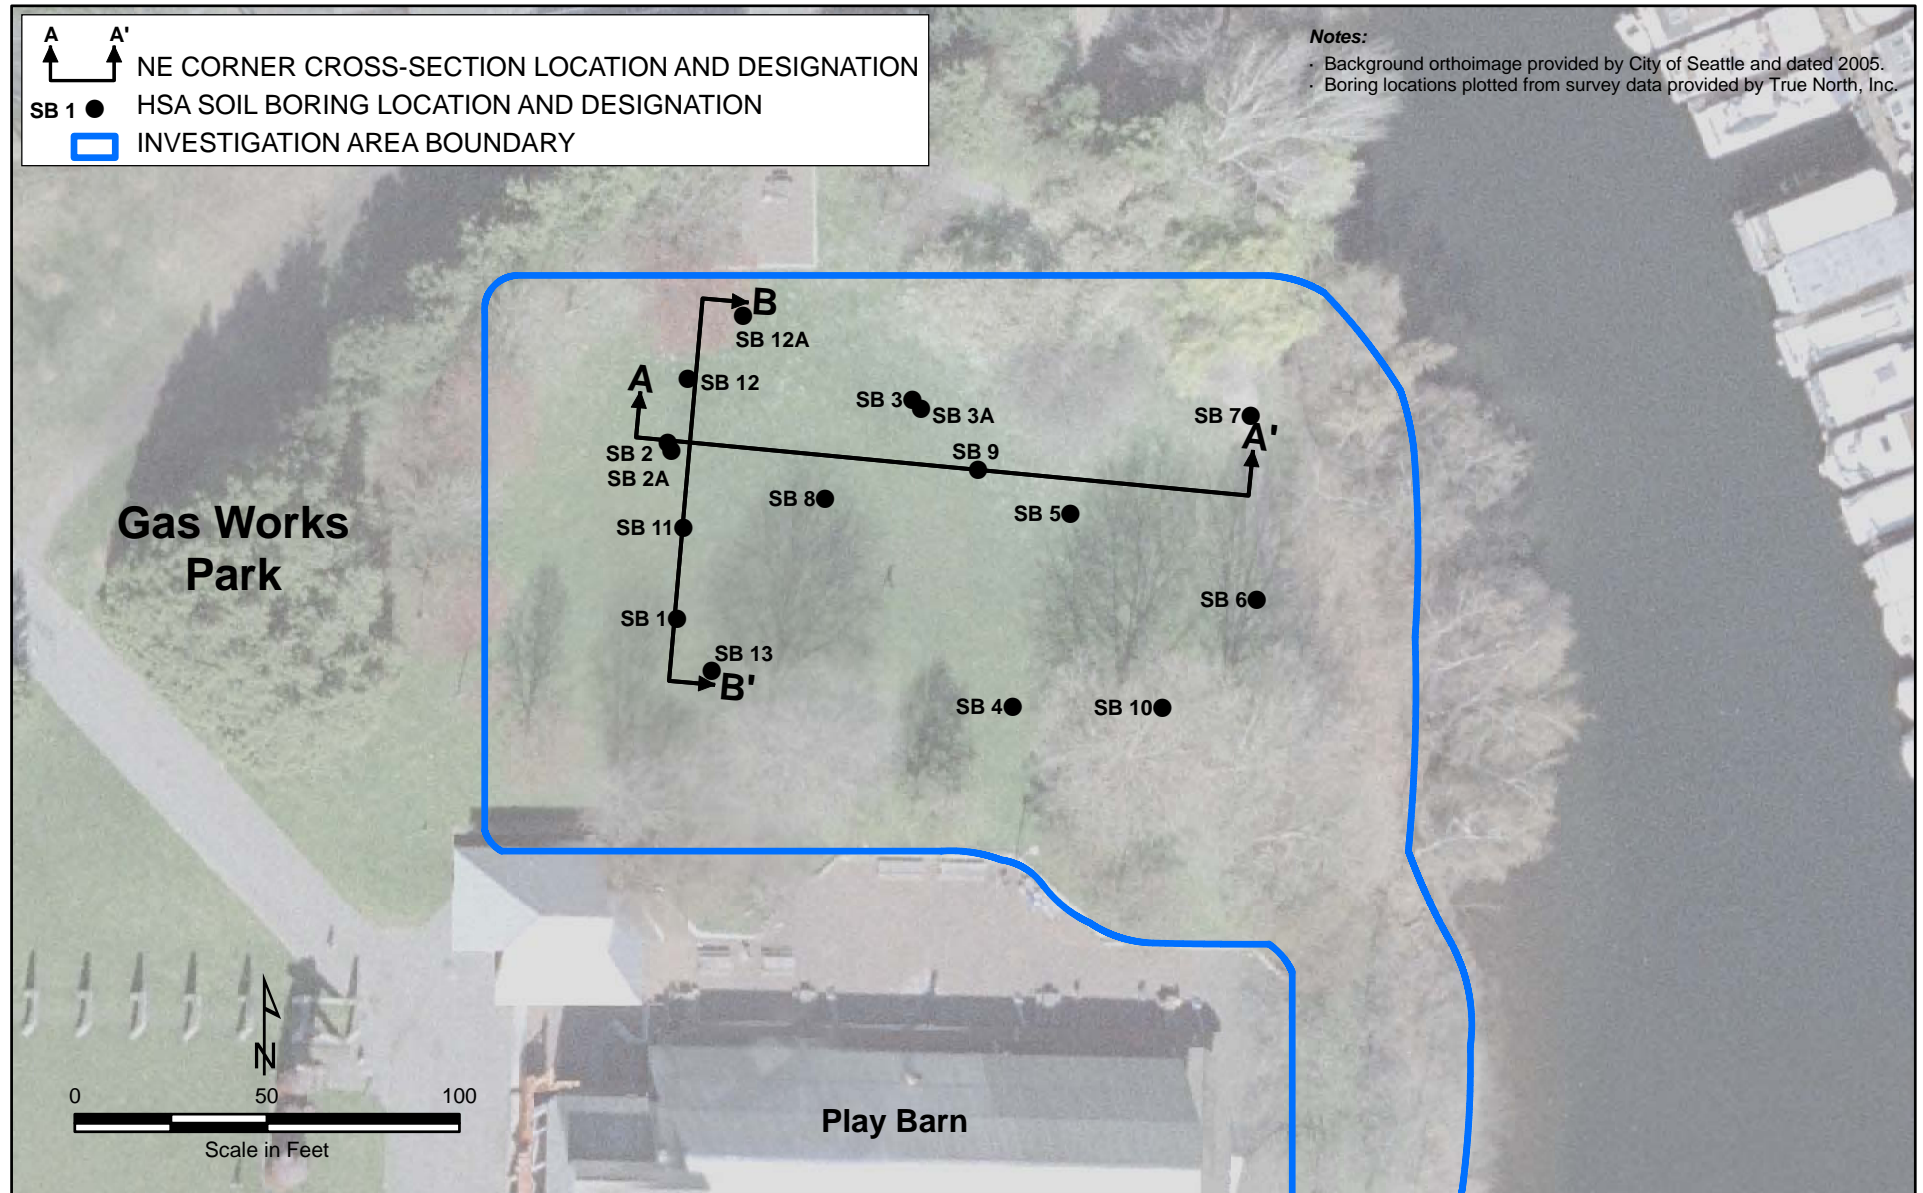 A A'
NE CORNER CROSS-SECTION LOCATION AND DESIGNATION
SB 1 HSA SOIL BORING LOCATION AND DESIGNATION
INVESTIGATION AREA BOUNDARY
Notes:
· Background orthoimage provided by City of Seattle and dated 2005.
· Boring locations plotted from survey data provided by True North, Inc.
B
SB 12A
A
SB 12
SB 3
SB 3A
SB 7
A'
SB 2
SB 9
SB 2A
SB 8
SB 5
SB 11
Gas Works
Park
SB 6
SB 1
SB 13
B'
SB 4
SB 10
N
0 50 100
Scale in Feet
Play Barn